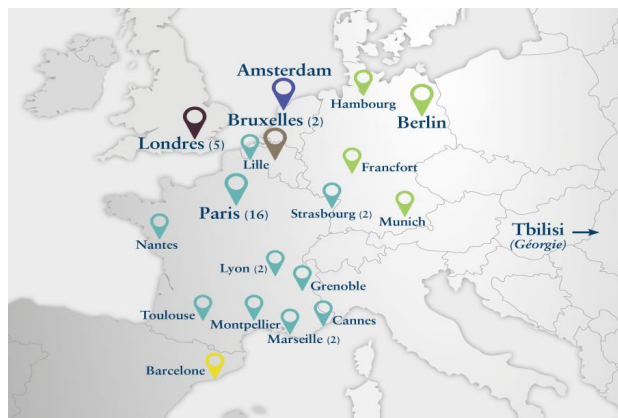 Amsterdam
Hambourg
Bruxelles (2)
Berlin
Londres (5)
Lille
Francfort
Paris (16)
Strasbourg (2)
Munich
Tbilisi
(Géorgie)
Nantes
Lyon (2)
Grenoble
Toulouse
Montpellier
Cannes
Marseille (2)
Barcelone